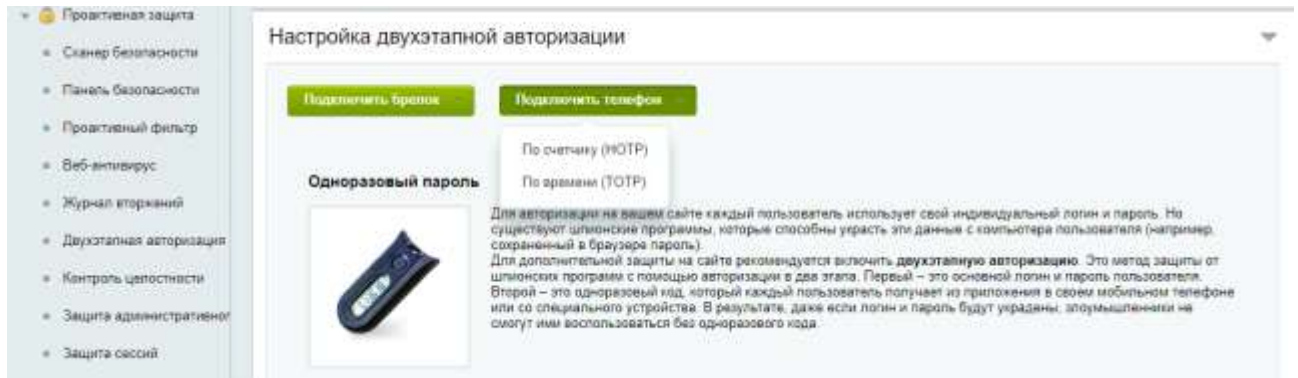 Проактивная защита
Сканер безопасности
Панель безопасности
Проактивный фильтр
Веб-антивирус
Журнал вторжений
Двухэтапная авторизация
Контроль целостности
Защита административног
Защита сессий
Настройка двухэтапной авторизации
Подключить брелок
Подключить телефон
По счетчику (HOTP)
По времени (TOTP)
Одноразовый пароль
Для авторизации на вашем сайте каждый пользователь использует свой индивидуальный логин и пароль. Но
существуют шпионские программы, которые способны украсть эти данные с компьютера пользователя (например,
сохраненный в браузере пароль).
Для дополнительной защиты на сайте рекомендуется включить двухэтапную авторизацию. Это метод защиты от
шпионских программ с помощью авторизации в два этапа. Первый – это основной логин и пароль пользователя.
Второй – это одноразовый код, который каждый пользователь получает из приложения в своем мобильном телефоне
или со специального устройства. В результате, даже если логин и пароль будут украдены, злоумышленники не
смогут ими воспользоваться без одноразового кода.